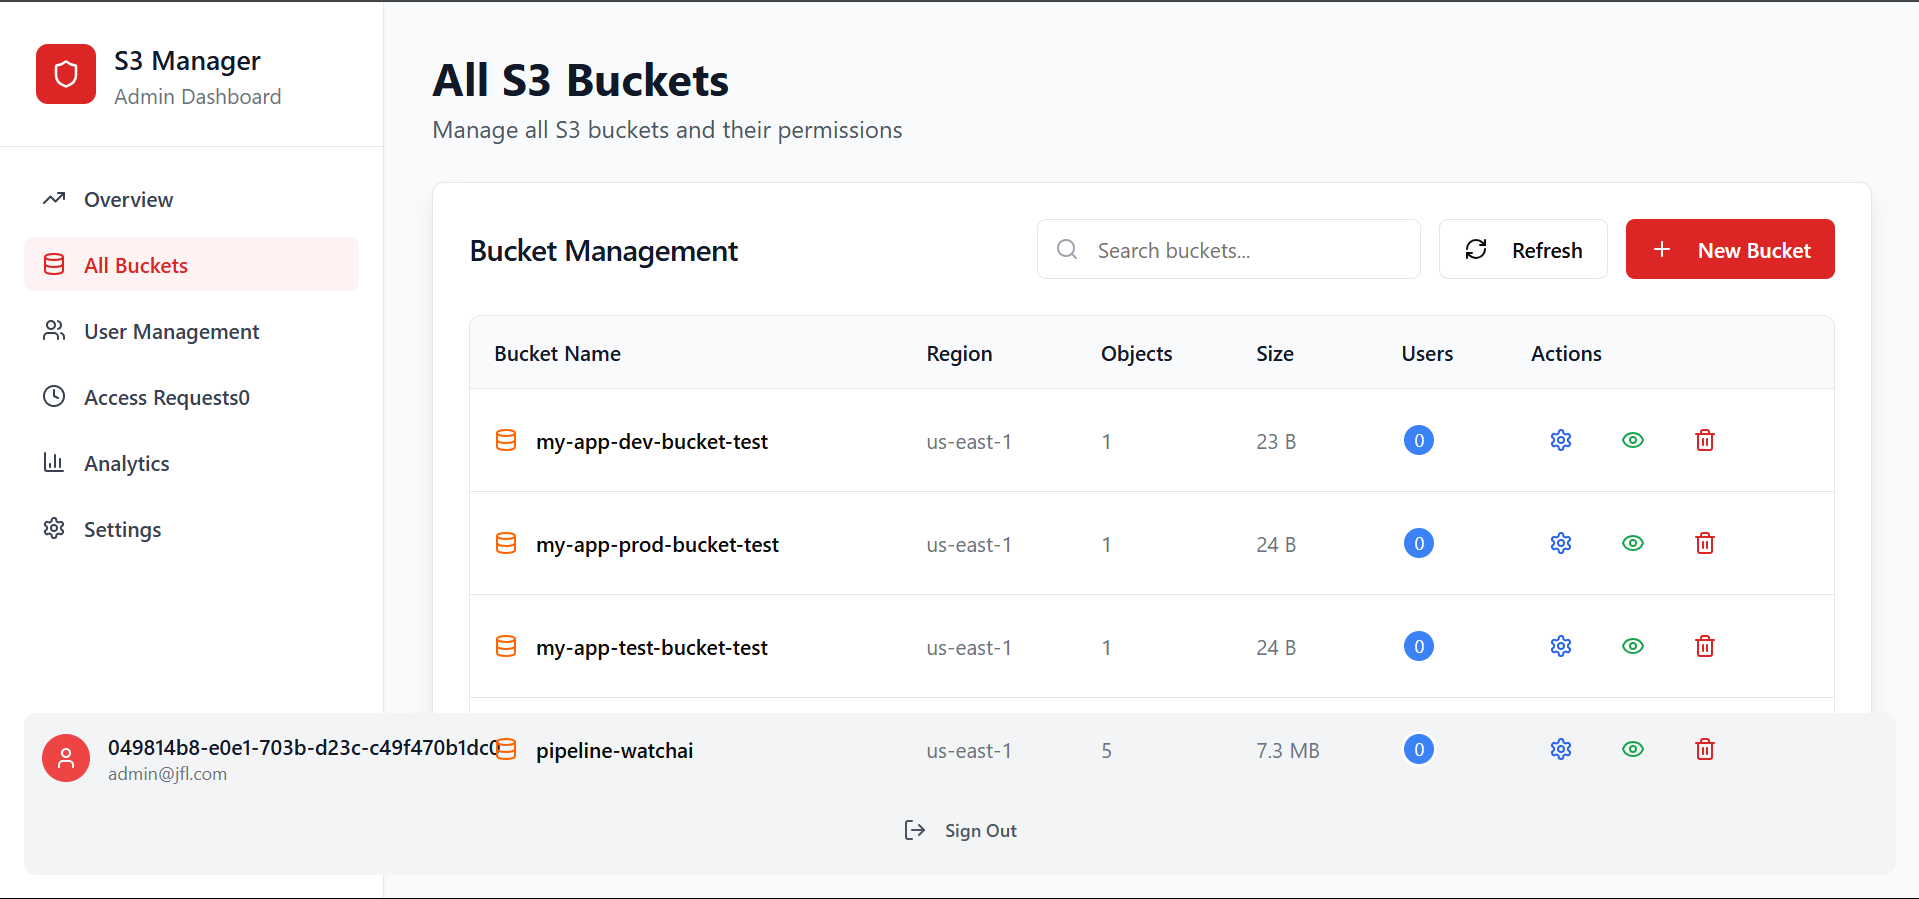 S3 Manager
Admin Dashboard
Overview
All Buckets
User Management
Access Requests0
Analytics
Settings
All S3 Buckets
Manage all S3 buckets and their permissions
Bucket Management
Search buckets...
Refresh
New Bucket
Bucket Name Region Objects Size Users Actions
my-app-dev-bucket-test us-east-1 1 23 B 0
my-app-prod-bucket-test us-east-1 1 24 B 0
my-app-test-bucket-test us-east-1 1 24 B 0
pipeline-watchai us-east-1 5 7.3 MB 0
049814b8-e0e1-703b-d23c-c49f470b1dc0
admin@jfl.com
Sign Out